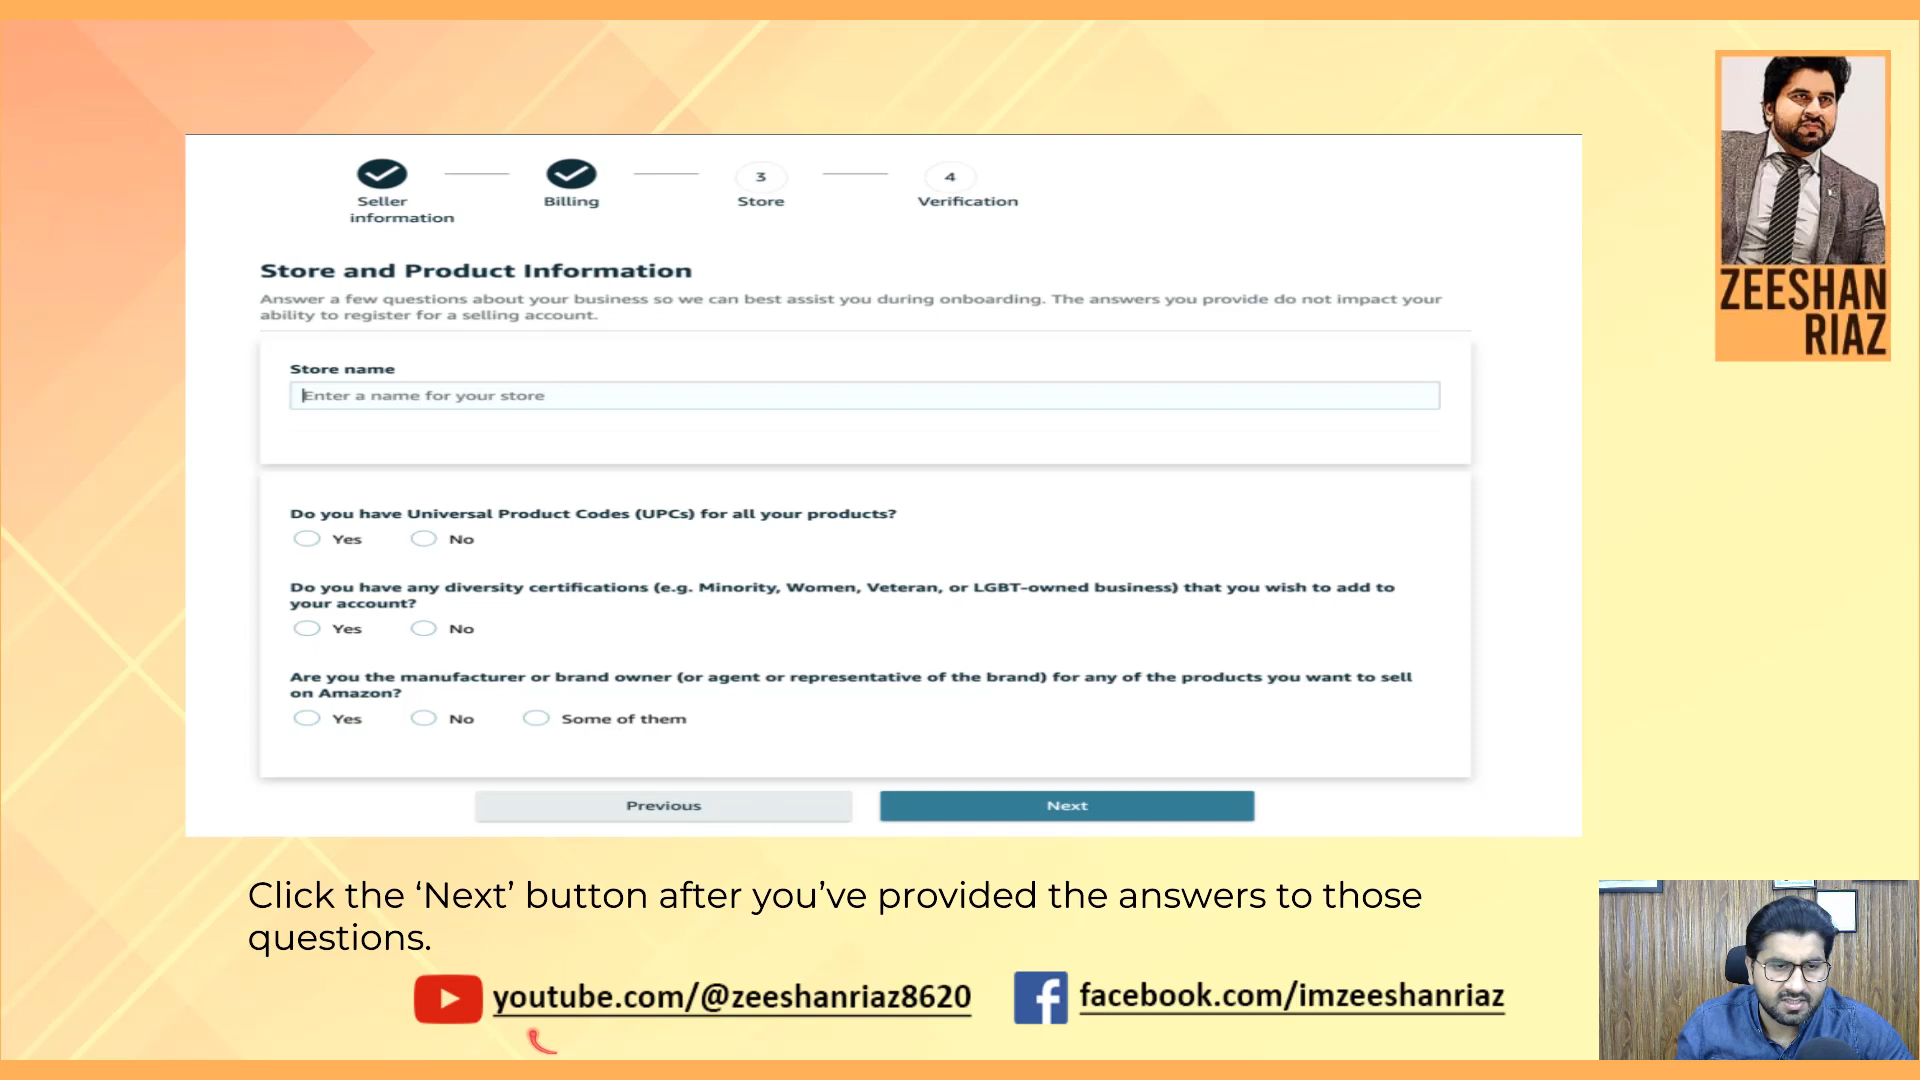 ZEESHAN
RIAZ
3
4
Seller
information
Billing
Store
Verification
Store and Product Information
Answer a few questions about your business so we can best assist you during onboarding. The answers you provide do not impact your
ability to register for a selling account.
Store name
Enter a name for your store
Do you have Universal Product Codes (UPCs) for all your products?
Yes
No
Do you have any diversity certifications (e.g. Minority, Women, Veteran, or LGBT-owned business) that you wish to add to
your account?
Yes
No
Are you the manufacturer or brand owner (or agent or representative of the brand) for any of the products you want to sell
on Amazon?
Yes
No
Some of them
Previous
Next
Click the ‘Next’ button after you’ve provided the answers to those
questions.
youtube.com/@zeeshanriaz8620
facebook.com/imzeeshanriaz